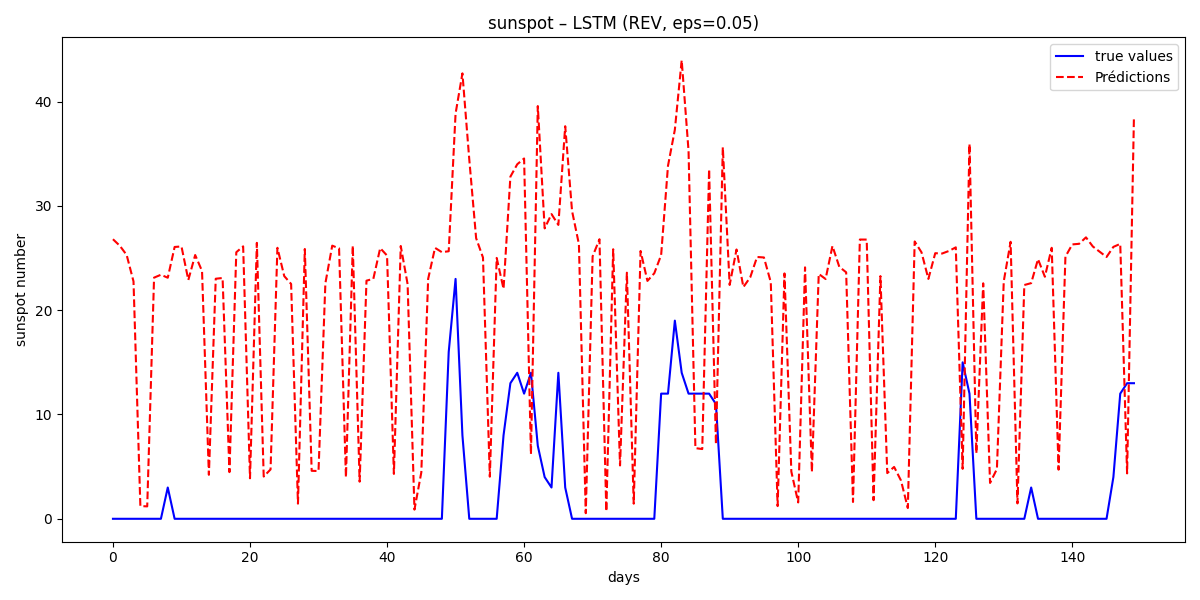 sunspot – LSTM (REV, eps=0.05)
true values
Prédictions
sunspot number
40
30
20
10
0
0 20 40 60 80 100 120 140
days